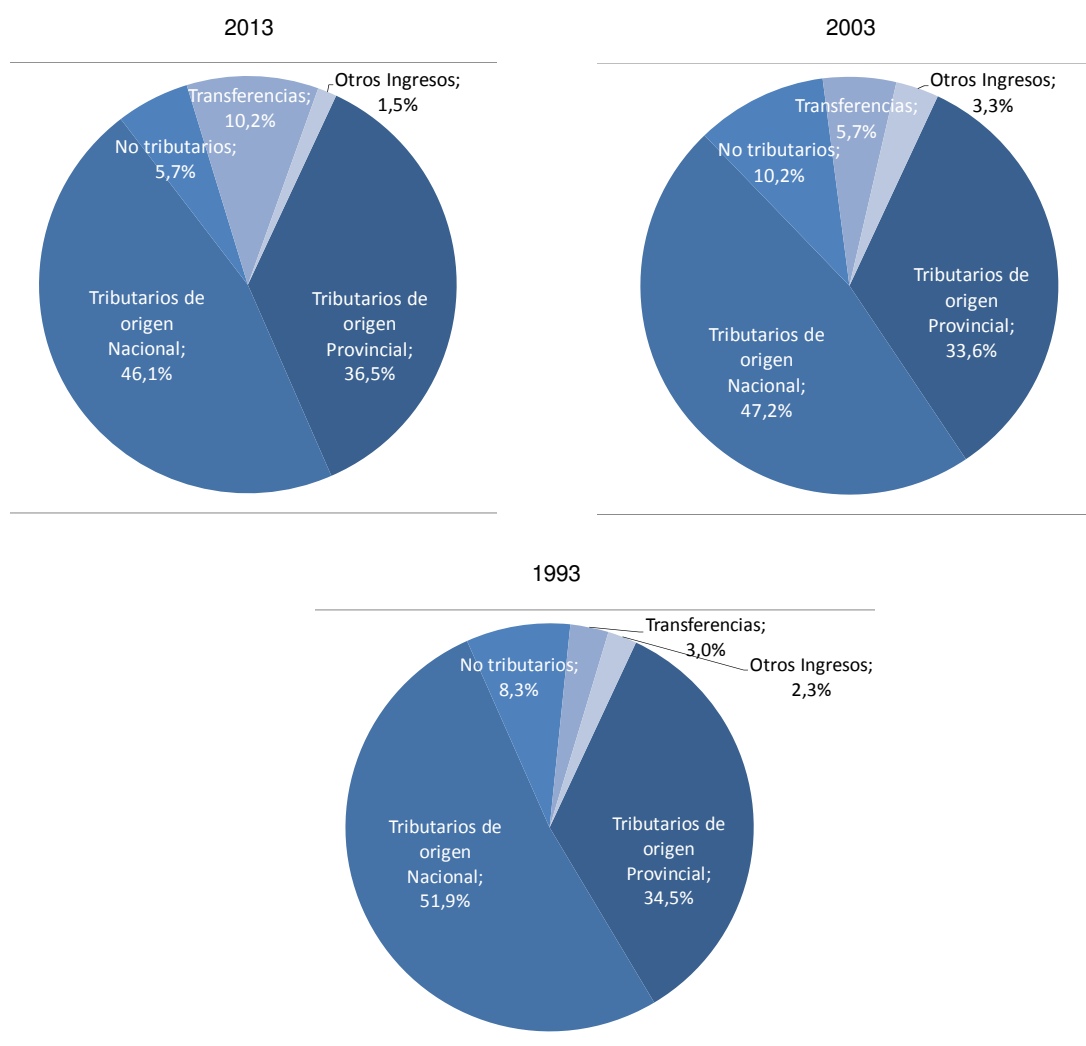 2013
Otros Ingresos;
1,5%
Transferencias;
10,2%
No tributarios;
5,7%
Tributarios de
origen
Nacional;
46,1%
Tributarios de
origen
Provincial;
36,5%
2003
Otros Ingresos;
3,3%
Transferencias;
5,7%
No tributarios;
10,2%
Tributarios de
origen
Provincial;
33,6%
Tributarios de
origen
Nacional;
47,2%
1993
Transferencias;
3,0%
Otros Ingresos;
2,3%
No tributarios;
8,3%
Tributarios de
origen
Nacional;
51,9%
Tributarios de
origen
Provincial;
34,5%